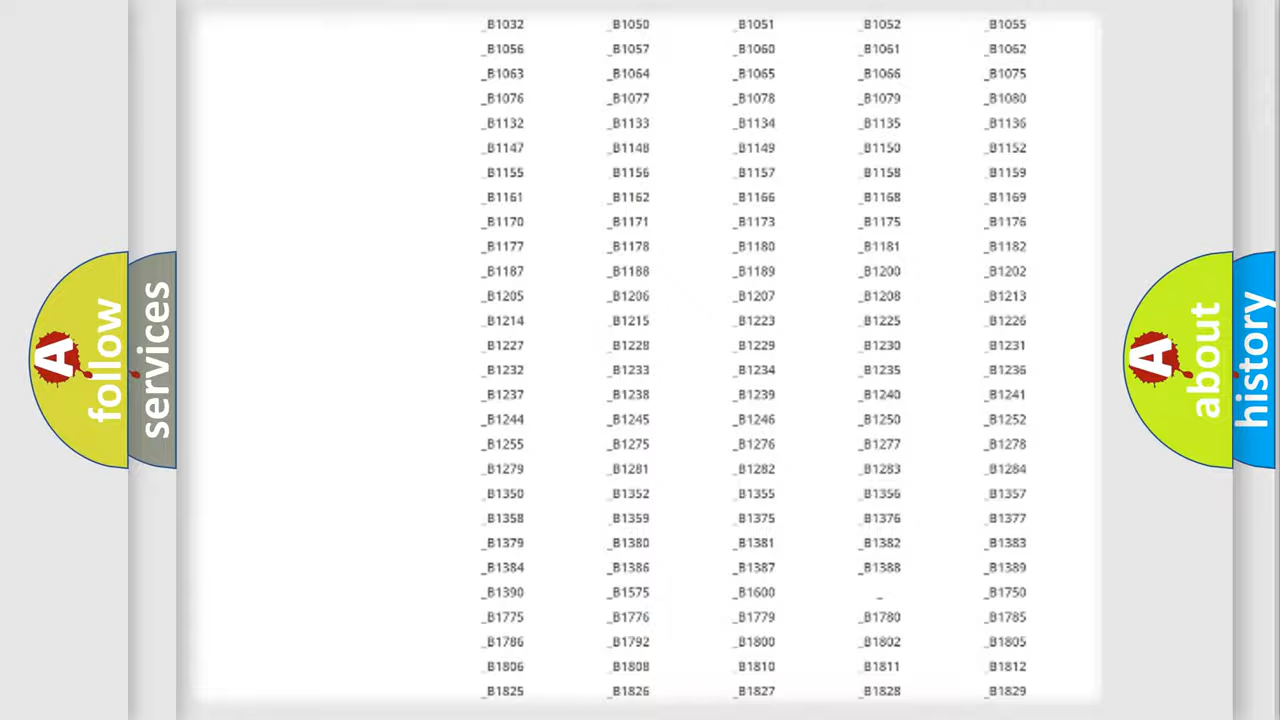 _B1032 _B1050 _B1051 _B1052 _B1055
_B1056 _B1057 _B1060 _B1061 _B1062
_B1063 _B1064 _B1065 _B1066 _B1075
_B1076 _B1077 _B1078 _B1079 _B1080
_B1132 _B1133 _B1134 _B1135 _B1136
_B1147 _B1148 _B1149 _B1150 _B1152
_B1155 _B1156 _B1157 _B1158 _B1159
_B1161 _B1162 _B1166 _B1168 _B1169
_B1170 _B1171 _B1173 _B1175 _B1176
_B1177 _B1178 _B1180 _B1181 _B1182
_B1187 _B1188 _B1189 _B1200 _B1202
_B1205 _B1206 _B1207 _B1208 _B1213
_B1214 _B1215 _B1223 _B1225 _B1226
_B1227 _B1228 _B1229 _B1230 _B1231
_B1232 _B1233 _B1234 _B1235 _B1236
_B1237 _B1238 _B1239 _B1240 _B1241
_B1244 _B1245 _B1246 _B1250 _B1252
_B1255 _B1275 _B1276 _B1277 _B1278
_B1279 _B1281 _B1282 _B1283 _B1284
_B1350 _B1352 _B1355 _B1356 _B1357
_B1358 _B1359 _B1375 _B1376 _B1377
_B1379 _B1380 _B1381 _B1382 _B1383
_B1384 _B1386 _B1387 _B1388 _B1389
_B1390 _B1575 _B1600 _ _B1750
_B1775 _B1776 _B1779 _B1780 _B1785
_B1786 _B1792 _B1800 _B1802 _B1805
_B1806 _B1808 _B1810 _B1811 _B1812
_B1825 _B1826 _B1827 _B1828 _B1829
A follow
services
A about
history